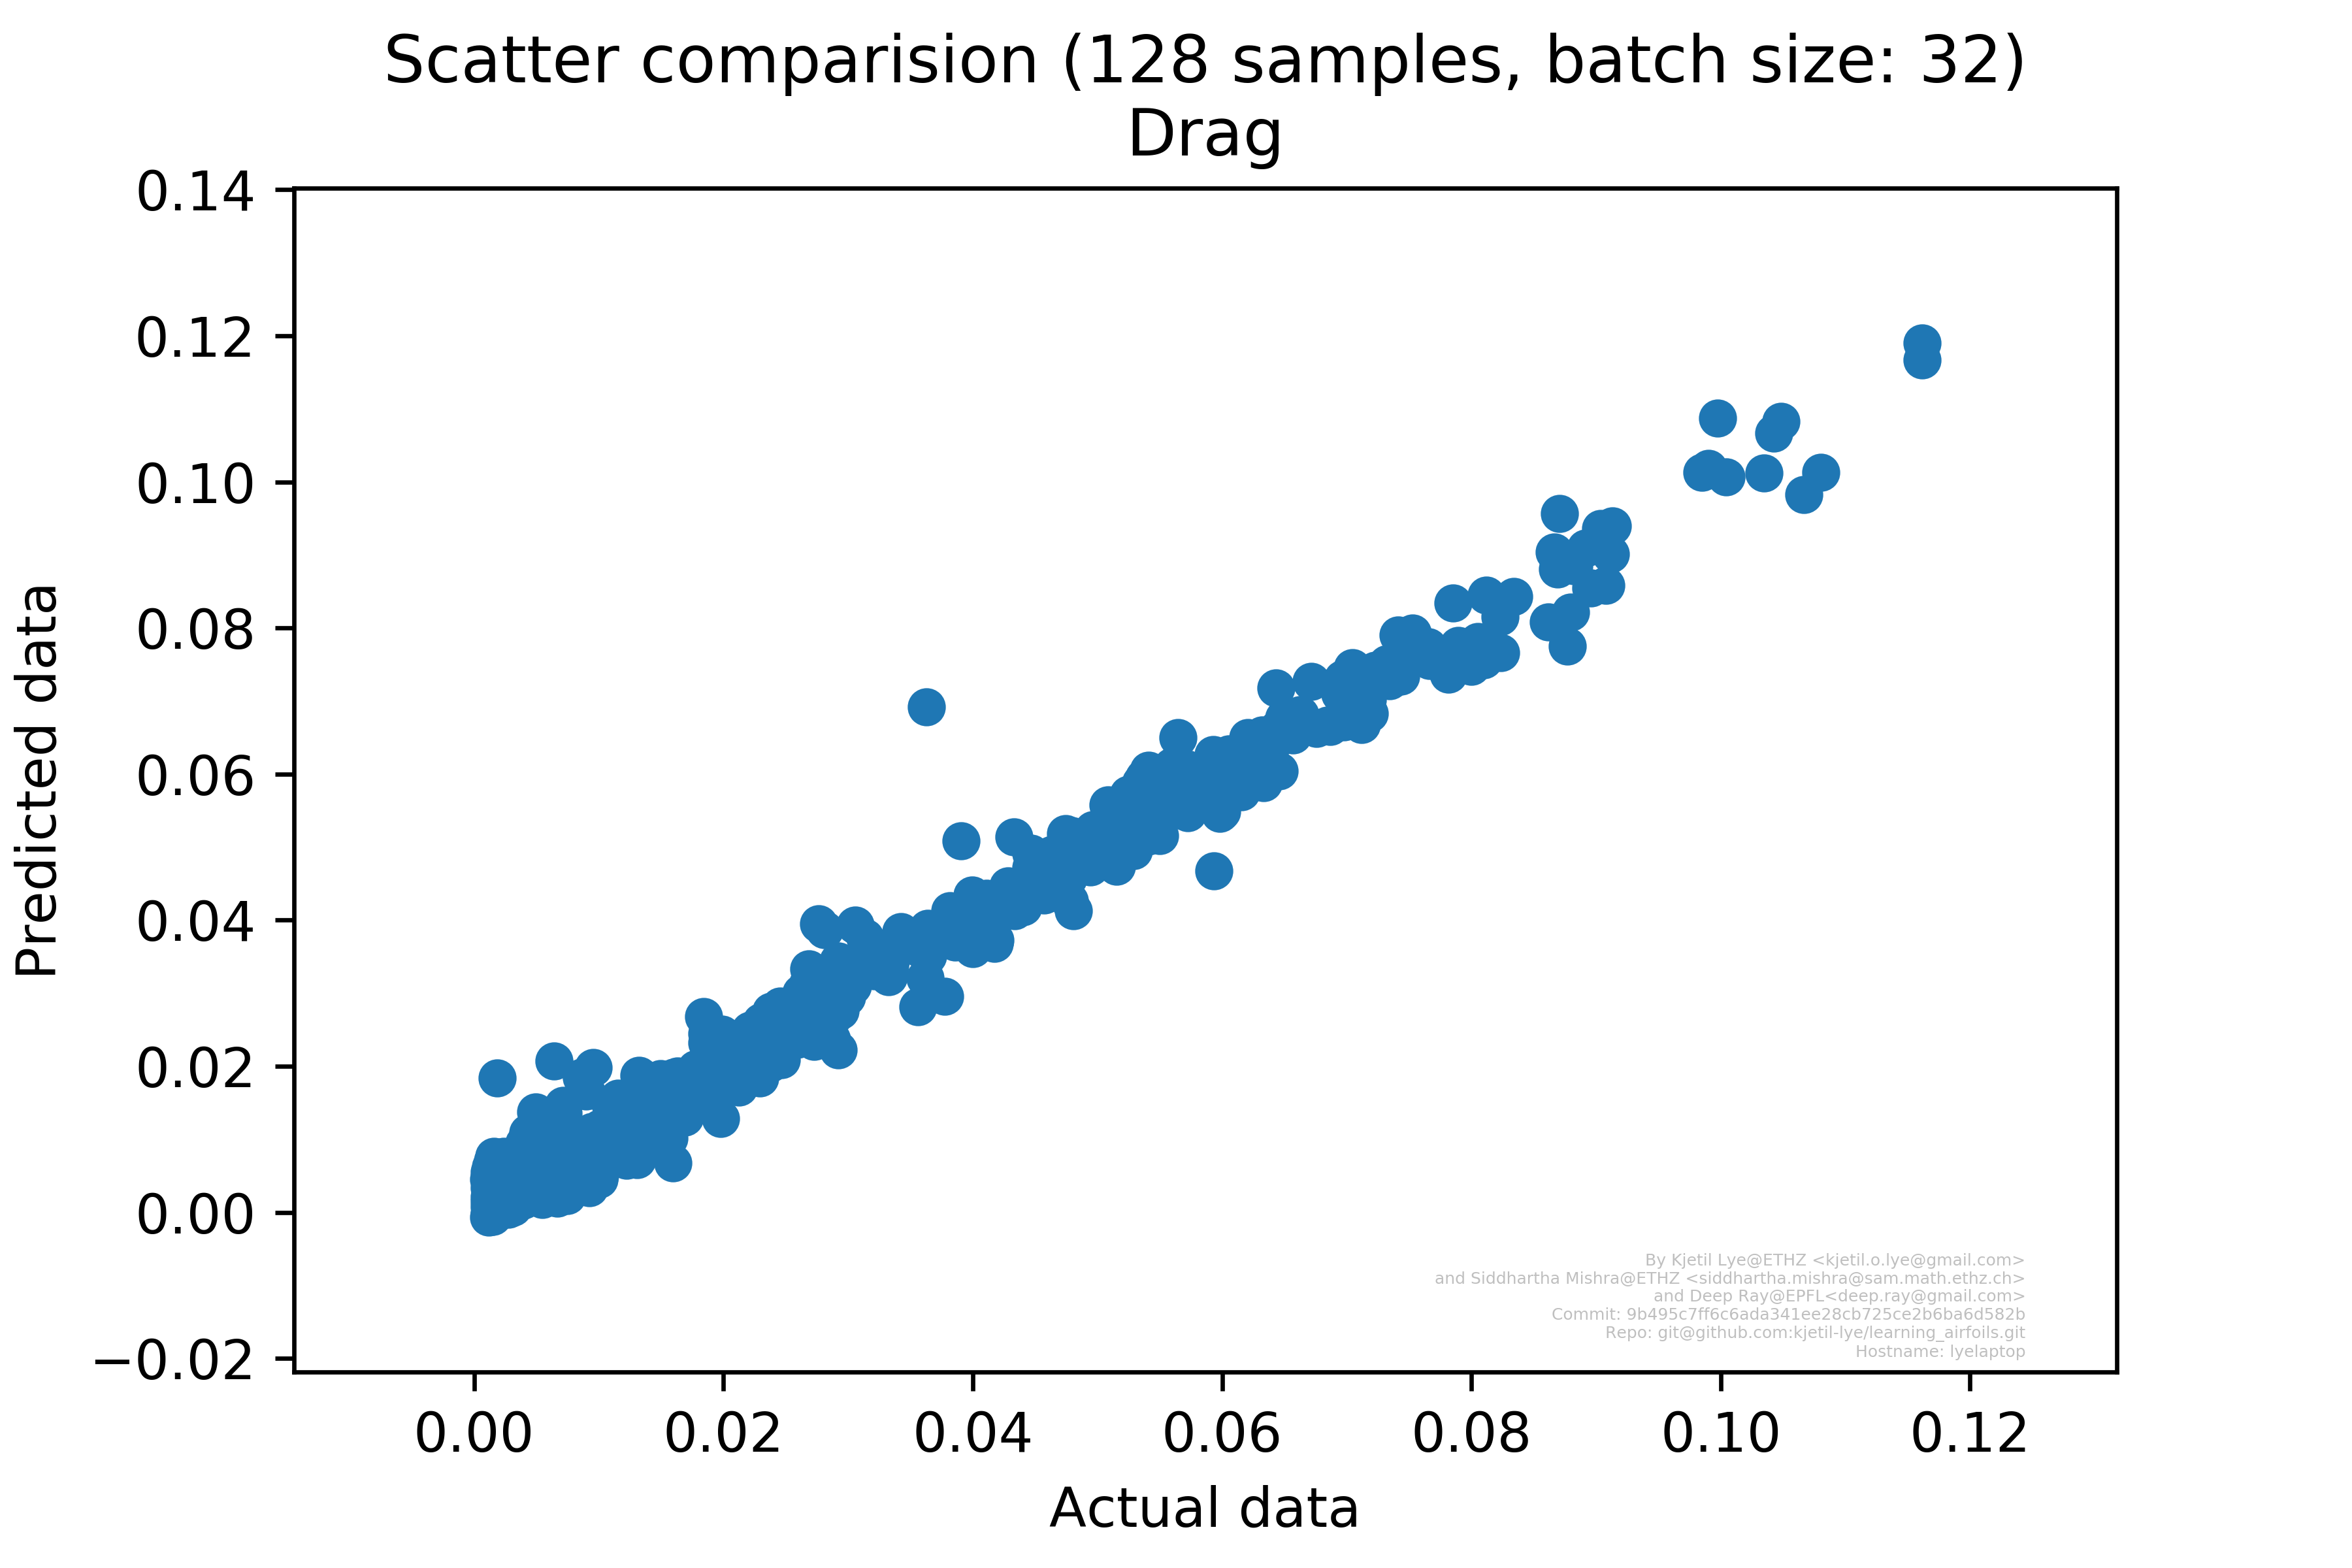 Scatter comparision (128 samples, batch size: 32)
Drag
0.14
0.12
0.10
0.08
0.06
0.04
0.02
0.00
−0.02
Predicted data
0.00 0.02 0.04 0.06 0.08 0.10 0.12
Actual data
By Kjetil Lye@ETHZ <kjetil.o.lye@gmail.com>
and Siddhartha Mishra@ETHZ <siddhartha.mishra@sam.math.ethz.ch>
and Deep Ray@EPFL<deep.ray@gmail.com>
Commit: 9b495c7ff6c6ada341ee28cb725ce2b6ba6d582b
Repo: git@github.com:kjetil-lye/learning_airfoils.git
Hostname: lyelaptop